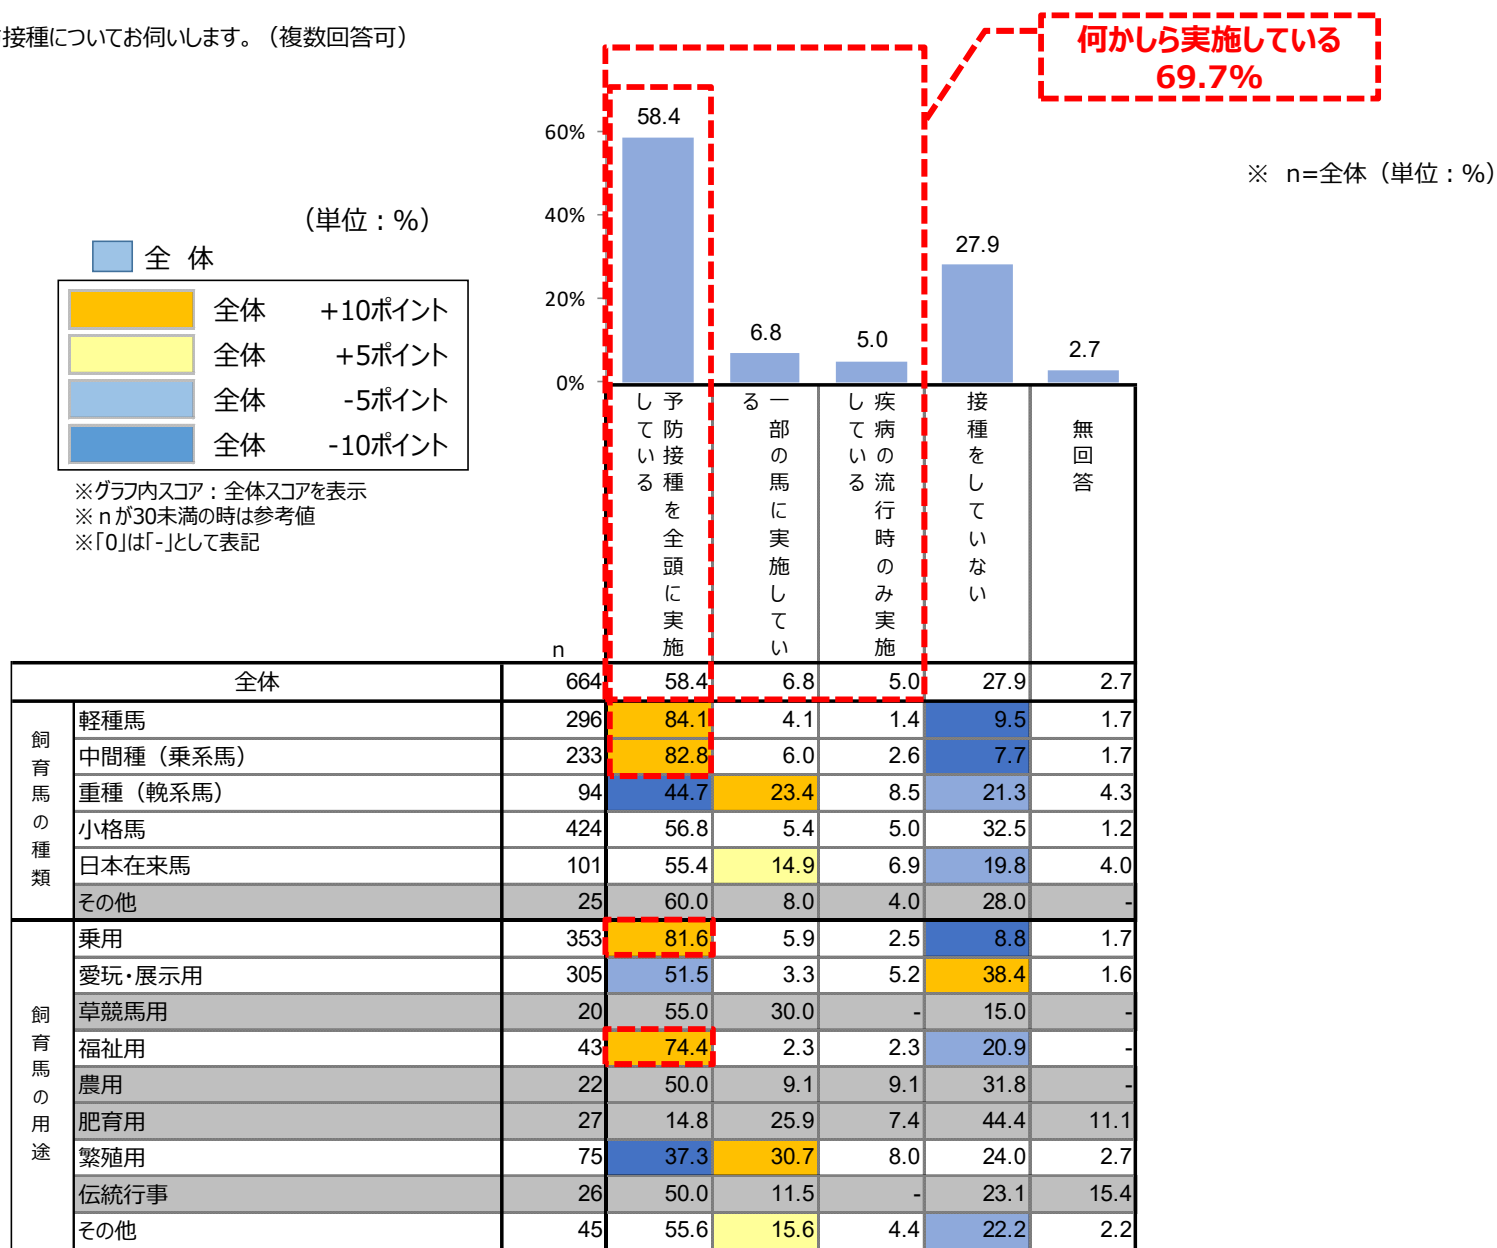 接種についてお伺いします。（複数回答可）
何かしら実施している
69.7%
※ n=全体（単位：%）
（単位：%）
全 体
全体 +10ポイント
全体 +5ポイント
全体 -5ポイント
全体 -10ポイント
※グラフ内スコア：全体スコアを表示
※ｎが30未満の時は参考値
※「0」は「-」として表記
60%
40%
20%
0%
58.4
6.8
5.0
27.9
2.7
n
予防接種を全頭に実施
している
一部の馬に実施してい
る
疾病の流行時のみ実施
している
接種をしていない
無回答
全体 664 58.4 6.8 5.0 27.9 2.7
飼育馬の種類
軽種馬 296 84.1 4.1 1.4 9.5 1.7
中間種（乗系馬） 233 82.8 6.0 2.6 7.7 1.7
重種（輓系馬） 94 44.7 23.4 8.5 21.3 4.3
小格馬 424 56.8 5.4 5.0 32.5 1.2
日本在来馬 101 55.4 14.9 6.9 19.8 4.0
その他 25 60.0 8.0 4.0 28.0 -
飼育馬の用途
乗用 353 81.6 5.9 2.5 8.8 1.7
愛玩・展示用 305 51.5 3.3 5.2 38.4 1.6
草競馬用 20 55.0 30.0 - 15.0 -
福祉用 43 74.4 2.3 2.3 20.9 -
農用 22 50.0 9.1 9.1 31.8 -
肥育用 27 14.8 25.9 7.4 44.4 11.1
繁殖用 75 37.3 30.7 8.0 24.0 2.7
伝統行事 26 50.0 11.5 - 23.1 15.4
その他 45 55.6 15.6 4.4 22.2 2.2